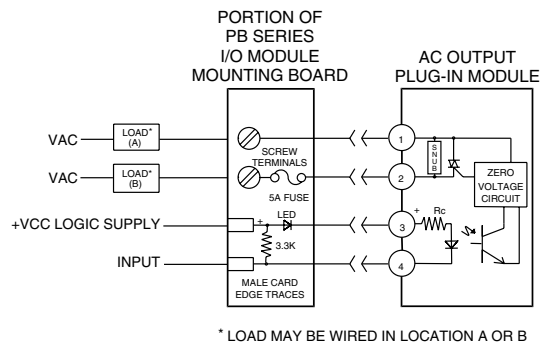 PORTION OF
PB SERIES
I/O MODULE
MOUNTING BOARD
AC OUTPUT
PLUG-IN MODULE
VAC
LOAD*
(A)
VAC
LOAD*
(B)
SCREW
TERMINALS
5A FUSE
+VCC LOGIC SUPPLY
+
LED
3.3K
INPUT
MALE CARD
EDGE TRACES
1
2
3
4
SNUB
ZERO
VOLTAGE
CIRCUIT
+
Rc
* LOAD MAY BE WIRED IN LOCATION A OR B